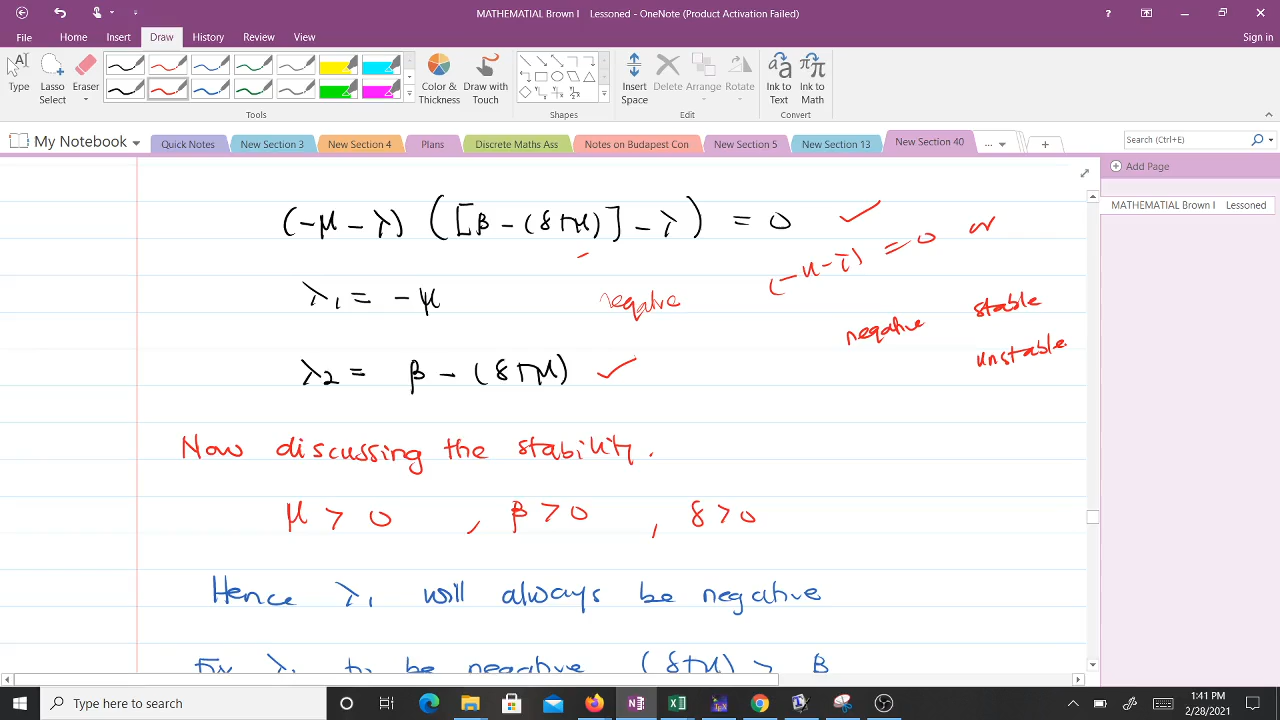 MATHEMATIAL Brown I Lessoned - OneNote (Product Activation Failed)
File Home Insert Draw History Review View Sign in
Type Lasso Select Eraser Color & Thickness Draw with Touch Insert Space Delete Arrange Rotate Ink to Text Ink to Math
Tools Shapes Edit Convert
My Notebook Quick Notes New Section 3 New Section 4 Plans Discrete Maths Ass Notes on Budapest Con New Section 5 New Section 13 New Section 40 ... Search (Ctrl+E)
Add Page
MATHEMATIAL Brown I Lessoned
(-μ - λ) ([β - (δ+μ)] - λ) = 0 ✓
(-μ-λ) = 0 or
λ1 = -μ negative
negative stable
unstable
λ2 = β - (δ+μ) ✓
Now discussing the stability.
μ > 0 , β > 0 , δ > 0
Hence λ1 will always be negative
to be negative (δ+μ) > β
Type here to search
1:41 PM
2/28/2021